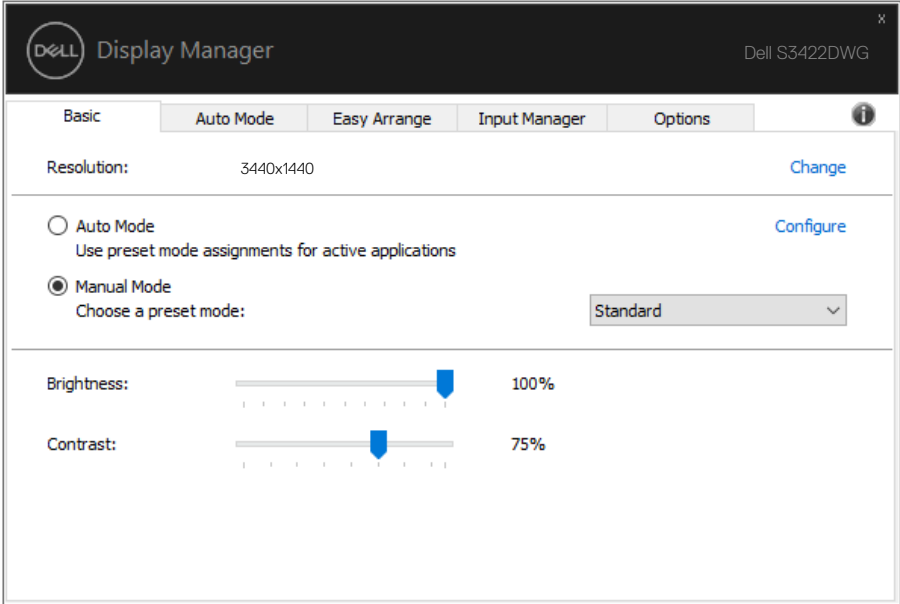 DELL Display Manager
x
Dell S3422DWG
Basic Auto Mode Easy Arrange Input Manager Options i
Resolution: 3440x1440 Change
Auto Mode Configure
Use preset mode assignments for active applications
Manual Mode
Choose a preset mode: Standard
Brightness: 100%
Contrast: 75%